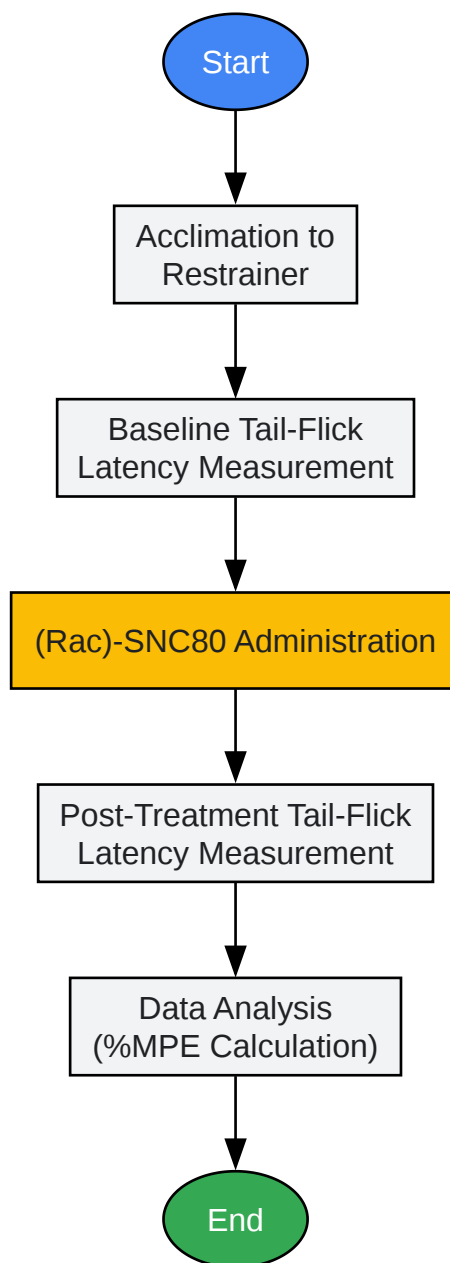 Start
Acclimation to
Restrainer
Baseline Tail-Flick
Latency Measurement
(Rac)-SNC80 Administration
Post-Treatment Tail-Flick
Latency Measurement
Data Analysis
(%MPE Calculation)
End